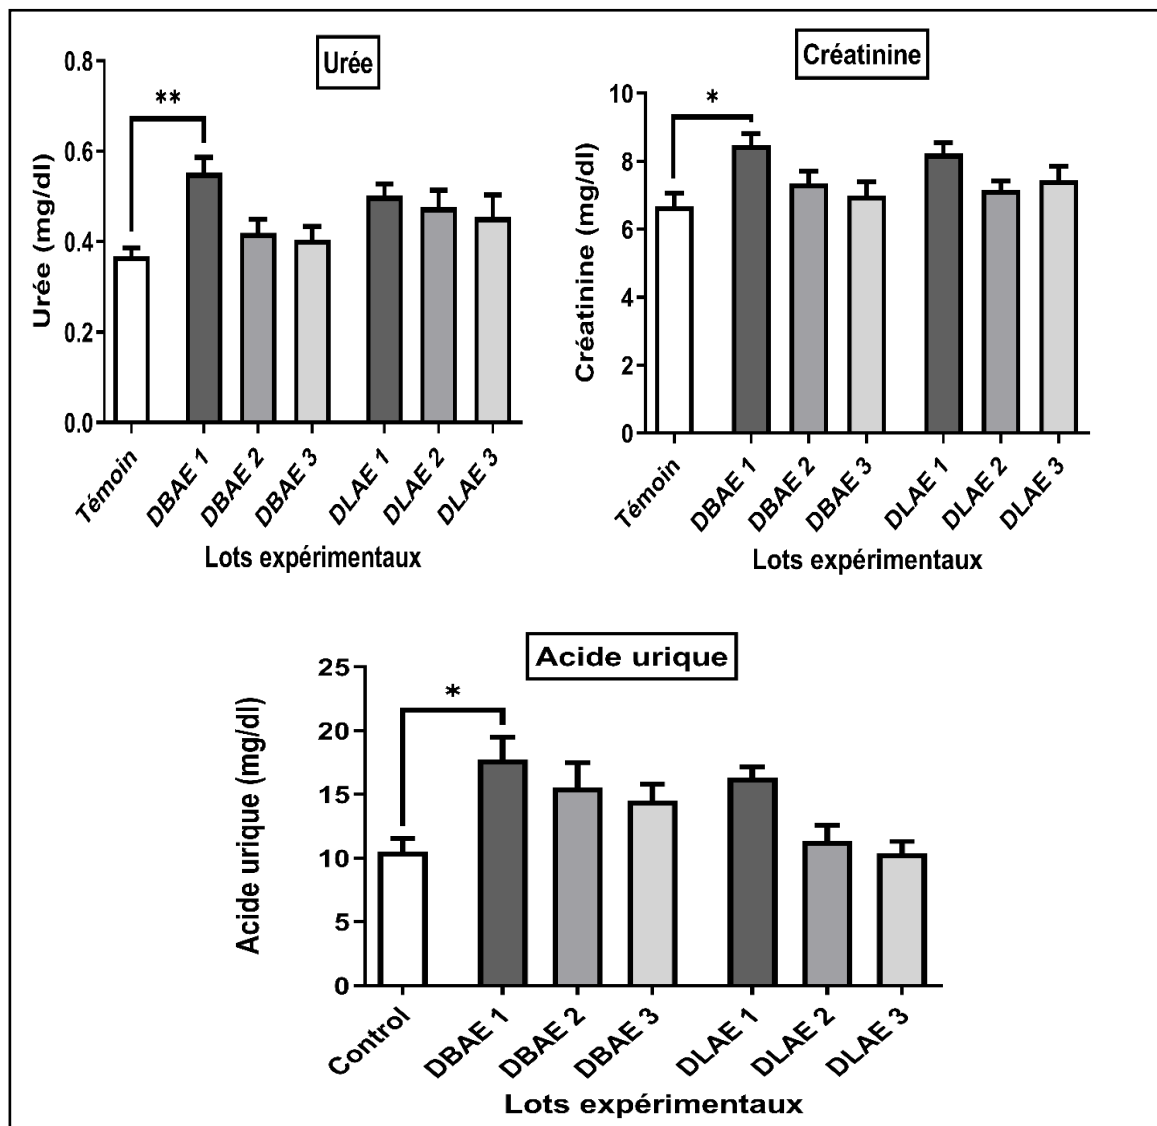 Urée
Urée (mg/dl)
0.8
0.6
0.4
0.2
0.0
**
Témoin
DBAE 1
DBAE 2
DBAE 3
DLAE 1
DLAE 2
DLAE 3
Lots expérimentaux
Créatinine
Créatinine (mg/dl)
10
8
6
4
2
0
*
Témoin
DBAE 1
DBAE 2
DBAE 3
DLAE 1
DLAE 2
DLAE 3
Lots expérimentaux
Acide urique
Acide urique (mg/dl)
25
20
15
10
5
0
*
Control
DBAE 1
DBAE 2
DBAE 3
DLAE 1
DLAE 2
DLAE 3
Lots expérimentaux